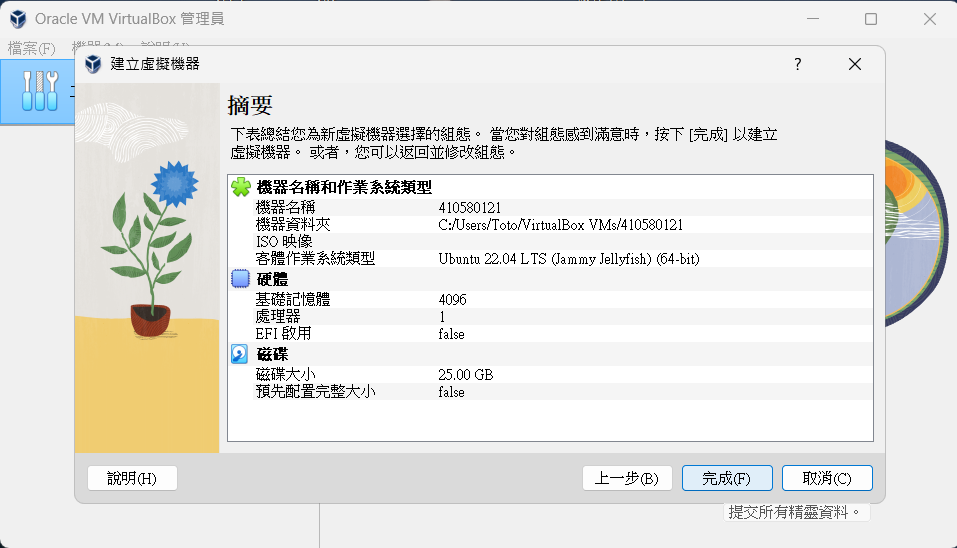 Oracle VM VirtualBox 管理員
檔案(F)
建立虛擬機器
?
摘要
下表總結您為新虛擬機器選擇的組態。 當您對組態感到滿意時，按下 [完成] 以建立
虛擬機器。 或者，您可以返回並修改組態。
機器名稱和作業系統類型
機器名稱 410580121
機器資料夾 C:/Users/Toto/VirtualBox VMs/410580121
ISO 映像
客體作業系統類型 Ubuntu 22.04 LTS (Jammy Jellyfish) (64-bit)
硬體
基礎記憶體 4096
處理器 1
EFI 啟用 false
磁碟
磁碟大小 25.00 GB
預先配置完整大小 false
說明(H) 上一步(B) 完成(F) 取消(C)
提交所有精靈資料。